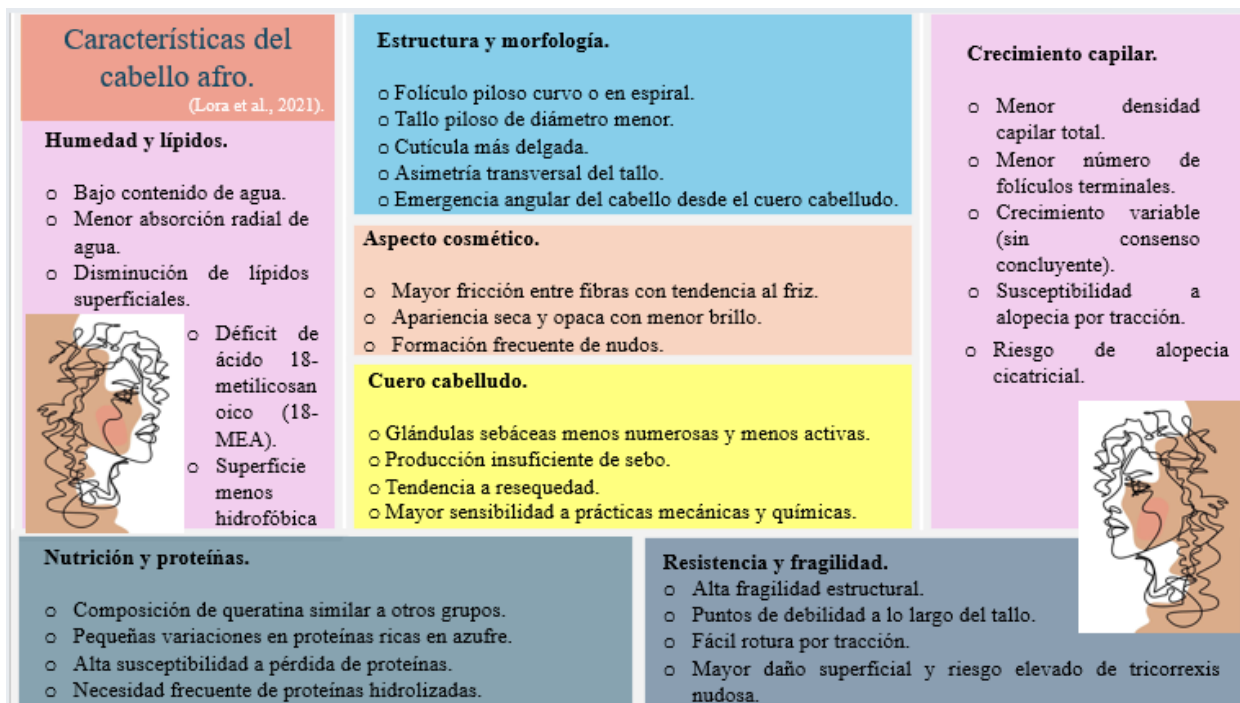 Características del
cabello afro.
(Lora et al., 2021).
Humedad y lípidos.
o Bajo contenido de agua.
o Menor absorción radial de
agua.
o Disminución de lípidos
superficiales.
o Déficit de
ácido 18-
metilicosan
oico (18-
MEA).
o Superficie
menos
hidrofóbica
Estructura y morfología.
o Folículo piloso curvo o en espiral.
o Tallo piloso de diámetro menor.
o Cutícula más delgada.
o Asimetría transversal del tallo.
o Emergencia angular del cabello desde el cuero cabelludo.
Aspecto cosmético.
o Mayor fricción entre fibras con tendencia al friz.
o Apariencia seca y opaca con menor brillo.
o Formación frecuente de nudos.
Cuero cabelludo.
o Glándulas sebáceas menos numerosas y menos activas.
o Producción insuficiente de sebo.
o Tendencia a resequedad.
o Mayor sensibilidad a prácticas mecánicas y químicas.
Crecimiento capilar.
o Menor densidad
capilar total.
o Menor número de
folículos terminales.
o Crecimiento variable
(sin consenso
concluyente).
o Susceptibilidad a
alopecia por tracción.
o Riesgo de alopecia
cicatricial.
Nutrición y proteínas.
o Composición de queratina similar a otros grupos.
o Pequeñas variaciones en proteínas ricas en azufre.
o Alta susceptibilidad a pérdida de proteínas.
o Necesidad frecuente de proteínas hidrolizadas.
Resistencia y fragilidad.
o Alta fragilidad estructural.
o Puntos de debilidad a lo largo del tallo.
o Fácil rotura por tracción.
o Mayor daño superficial y riesgo elevado de tricorrexis
nudosa.